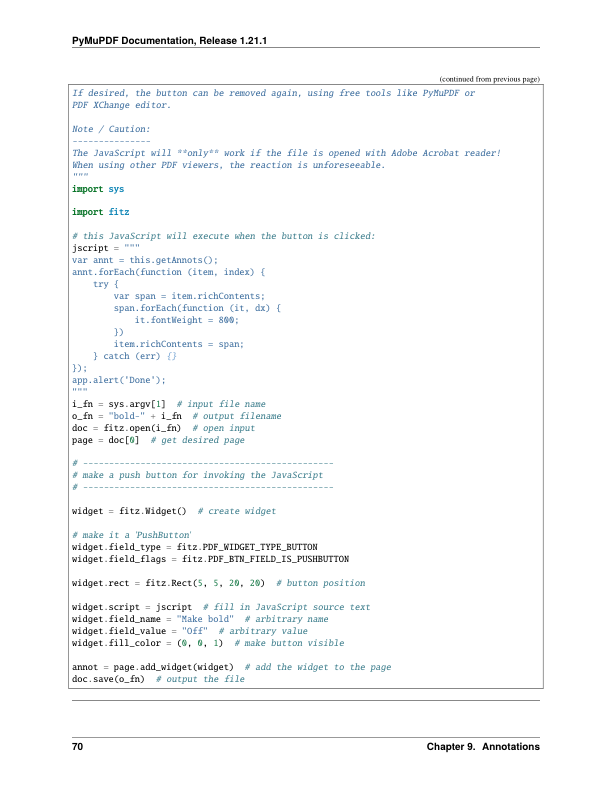 PyMuPDF Documentation, Release 1.21.1
(continued from previous page)
If desired, the button can be removed again, using free tools like PyMuPDF or
PDF XChange editor.
Note / Caution:
---------------
The JavaScript will **only** work if the file is opened with Adobe Acrobat reader!
When using other PDF viewers, the reaction is unforeseeable.
"""
import sys
import fitz
# this JavaScript will execute when the button is clicked:
jscript = """
var annt = this.getAnnots();
annt.forEach(function (item, index) {
    try {
        var span = item.richContents;
        span.forEach(function (it, dx) {
            it.fontWeight = 800;
        })
        item.richContents = span;
    } catch (err) {}
});
app.alert('Done');
"""
i_fn = sys.argv[1]  # input file name
o_fn = "bold-" + i_fn  # output filename
doc = fitz.open(i_fn)  # open input
page = doc[0]  # get desired page
# ------------------------------------------------
# make a push button for invoking the JavaScript
# ------------------------------------------------
widget = fitz.Widget()  # create widget
# make it a 'PushButton'
widget.field_type = fitz.PDF_WIDGET_TYPE_BUTTON
widget.field_flags = fitz.PDF_BTN_FIELD_IS_PUSHBUTTON
widget.rect = fitz.Rect(5, 5, 20, 20)  # button position
widget.script = jscript  # fill in JavaScript source text
widget.field_name = "Make bold"  # arbitrary name
widget.field_value = "Off"  # arbitrary value
widget.fill_color = (0, 0, 1)  # make button visible
annot = page.add_widget(widget)  # add the widget to the page
doc.save(o_fn)  # output the file
70
Chapter 9. Annotations